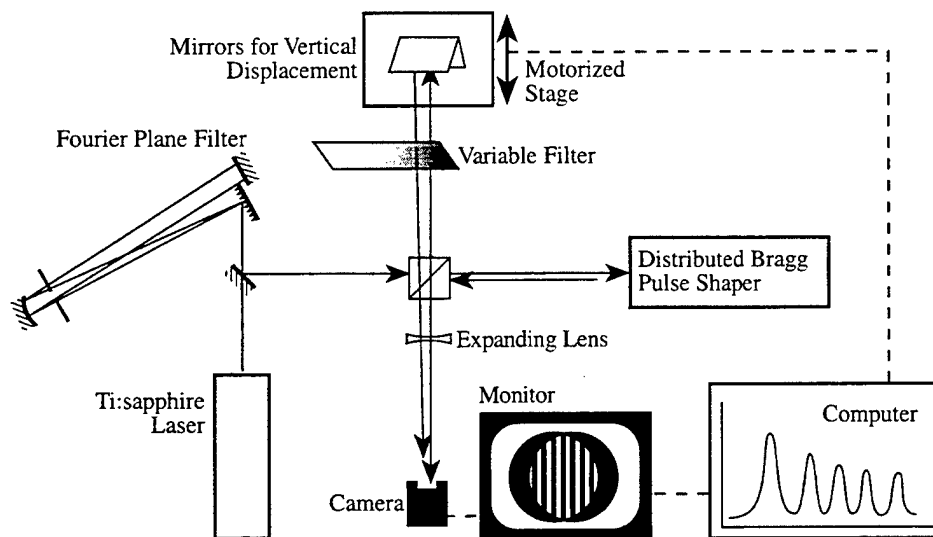 Mirrors for Vertical
Displacement
Motorized
Stage
Fourier Plane Filter
Variable Filter
Distributed Bragg
Pulse Shaper
Expanding Lens
Ti:sapphire
Laser
Monitor
Computer
Camera